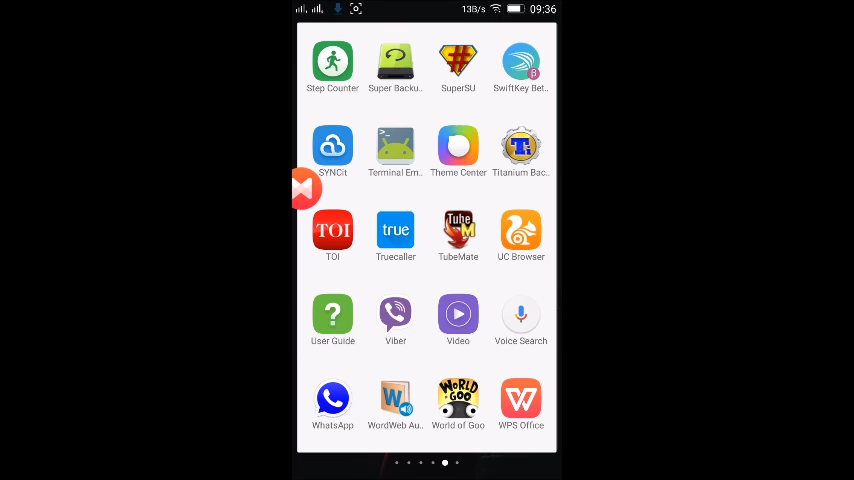 13B/s 09:36
Step Counter Super Backu.. SuperSU SwiftKey Bet..
β
>_
SYNCit Terminal Em.. Theme Center Titanium Bac..
Ti
TOI true Tube M
TOI Truecaller TubeMate UC Browser
?
User Guide Viber Video Voice Search
W WORLD OF GOO W
WhatsApp WordWeb Au.. World of Goo WPS Office